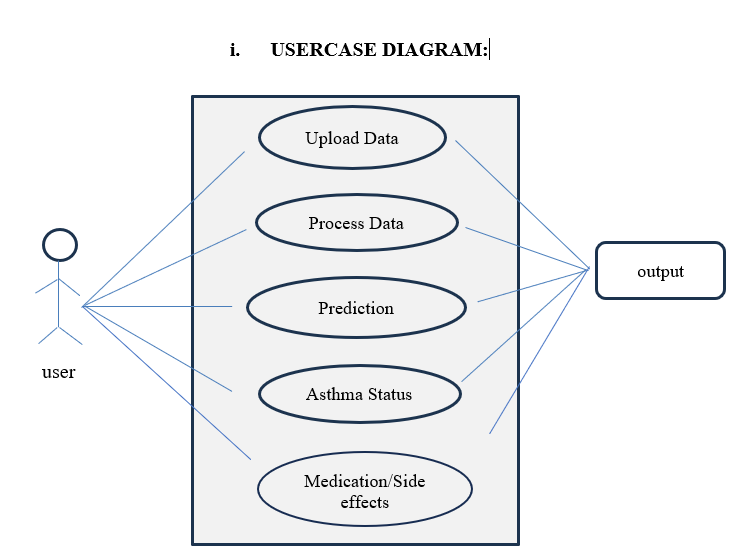 i. USERCASE DIAGRAM:
Upload Data
Process Data
Prediction
Asthma Status
Medication/Side
effects
user
output